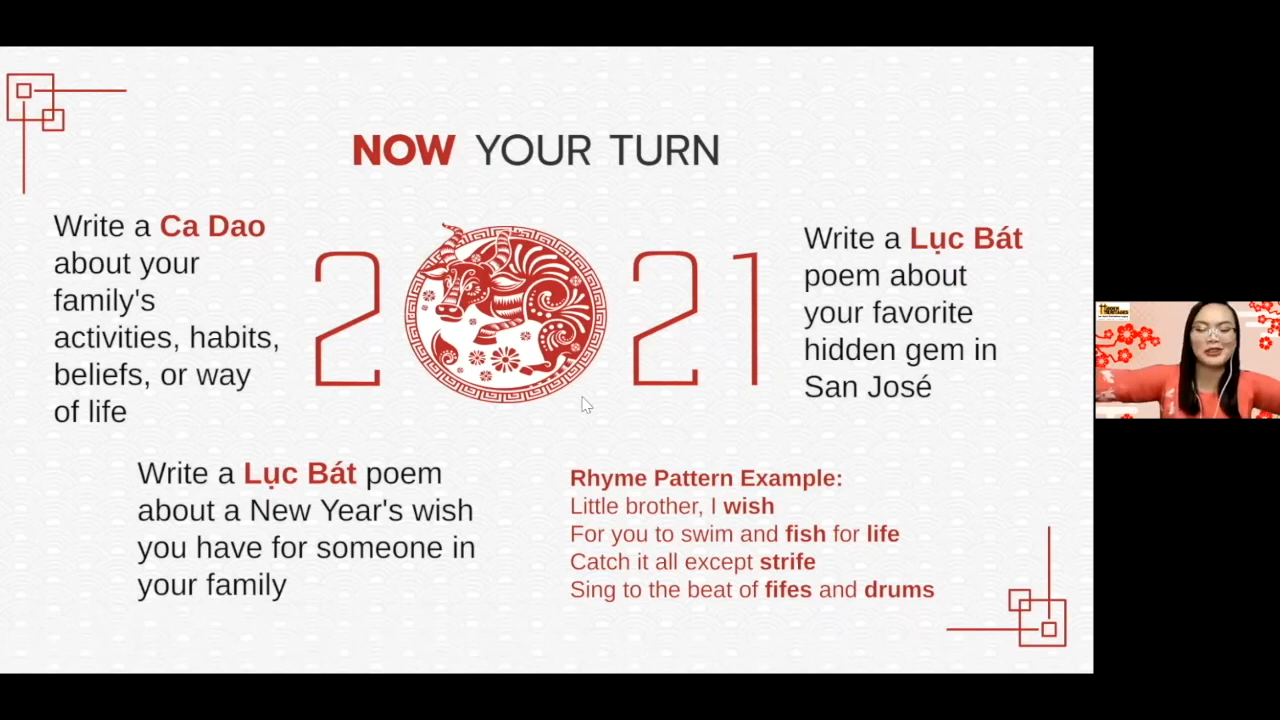 NOW YOUR TURN
Write a Ca Dao
about your
family's
activities, habits,
beliefs, or way
of life
2021
Write a Lục Bát
poem about
your favorite
hidden gem in
San José
Write a Lục Bát poem
about a New Year's wish
you have for someone in
your family
Rhyme Pattern Example:
Little brother, I wish
For you to swim and fish for life
Catch it all except strife
Sing to the beat of fifes and drums